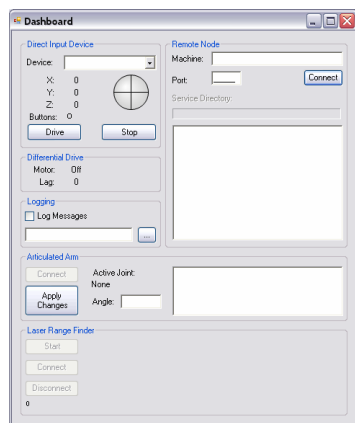 Dashboard
Direct Input Device
Device:
X: 0
Y: 0
Z: 0
Buttons: O
Drive
Stop
Differential Drive
Motor: Off
Lag: 0
Logging
Log Messages
...
Remote Node
Machine:
Port:
Connect
Service Directory:
Articulated Arm
Connect
Active Joint:
None
Apply
Changes
Angle:
Laser Range Finder
Start
Connect
Disconnect
0